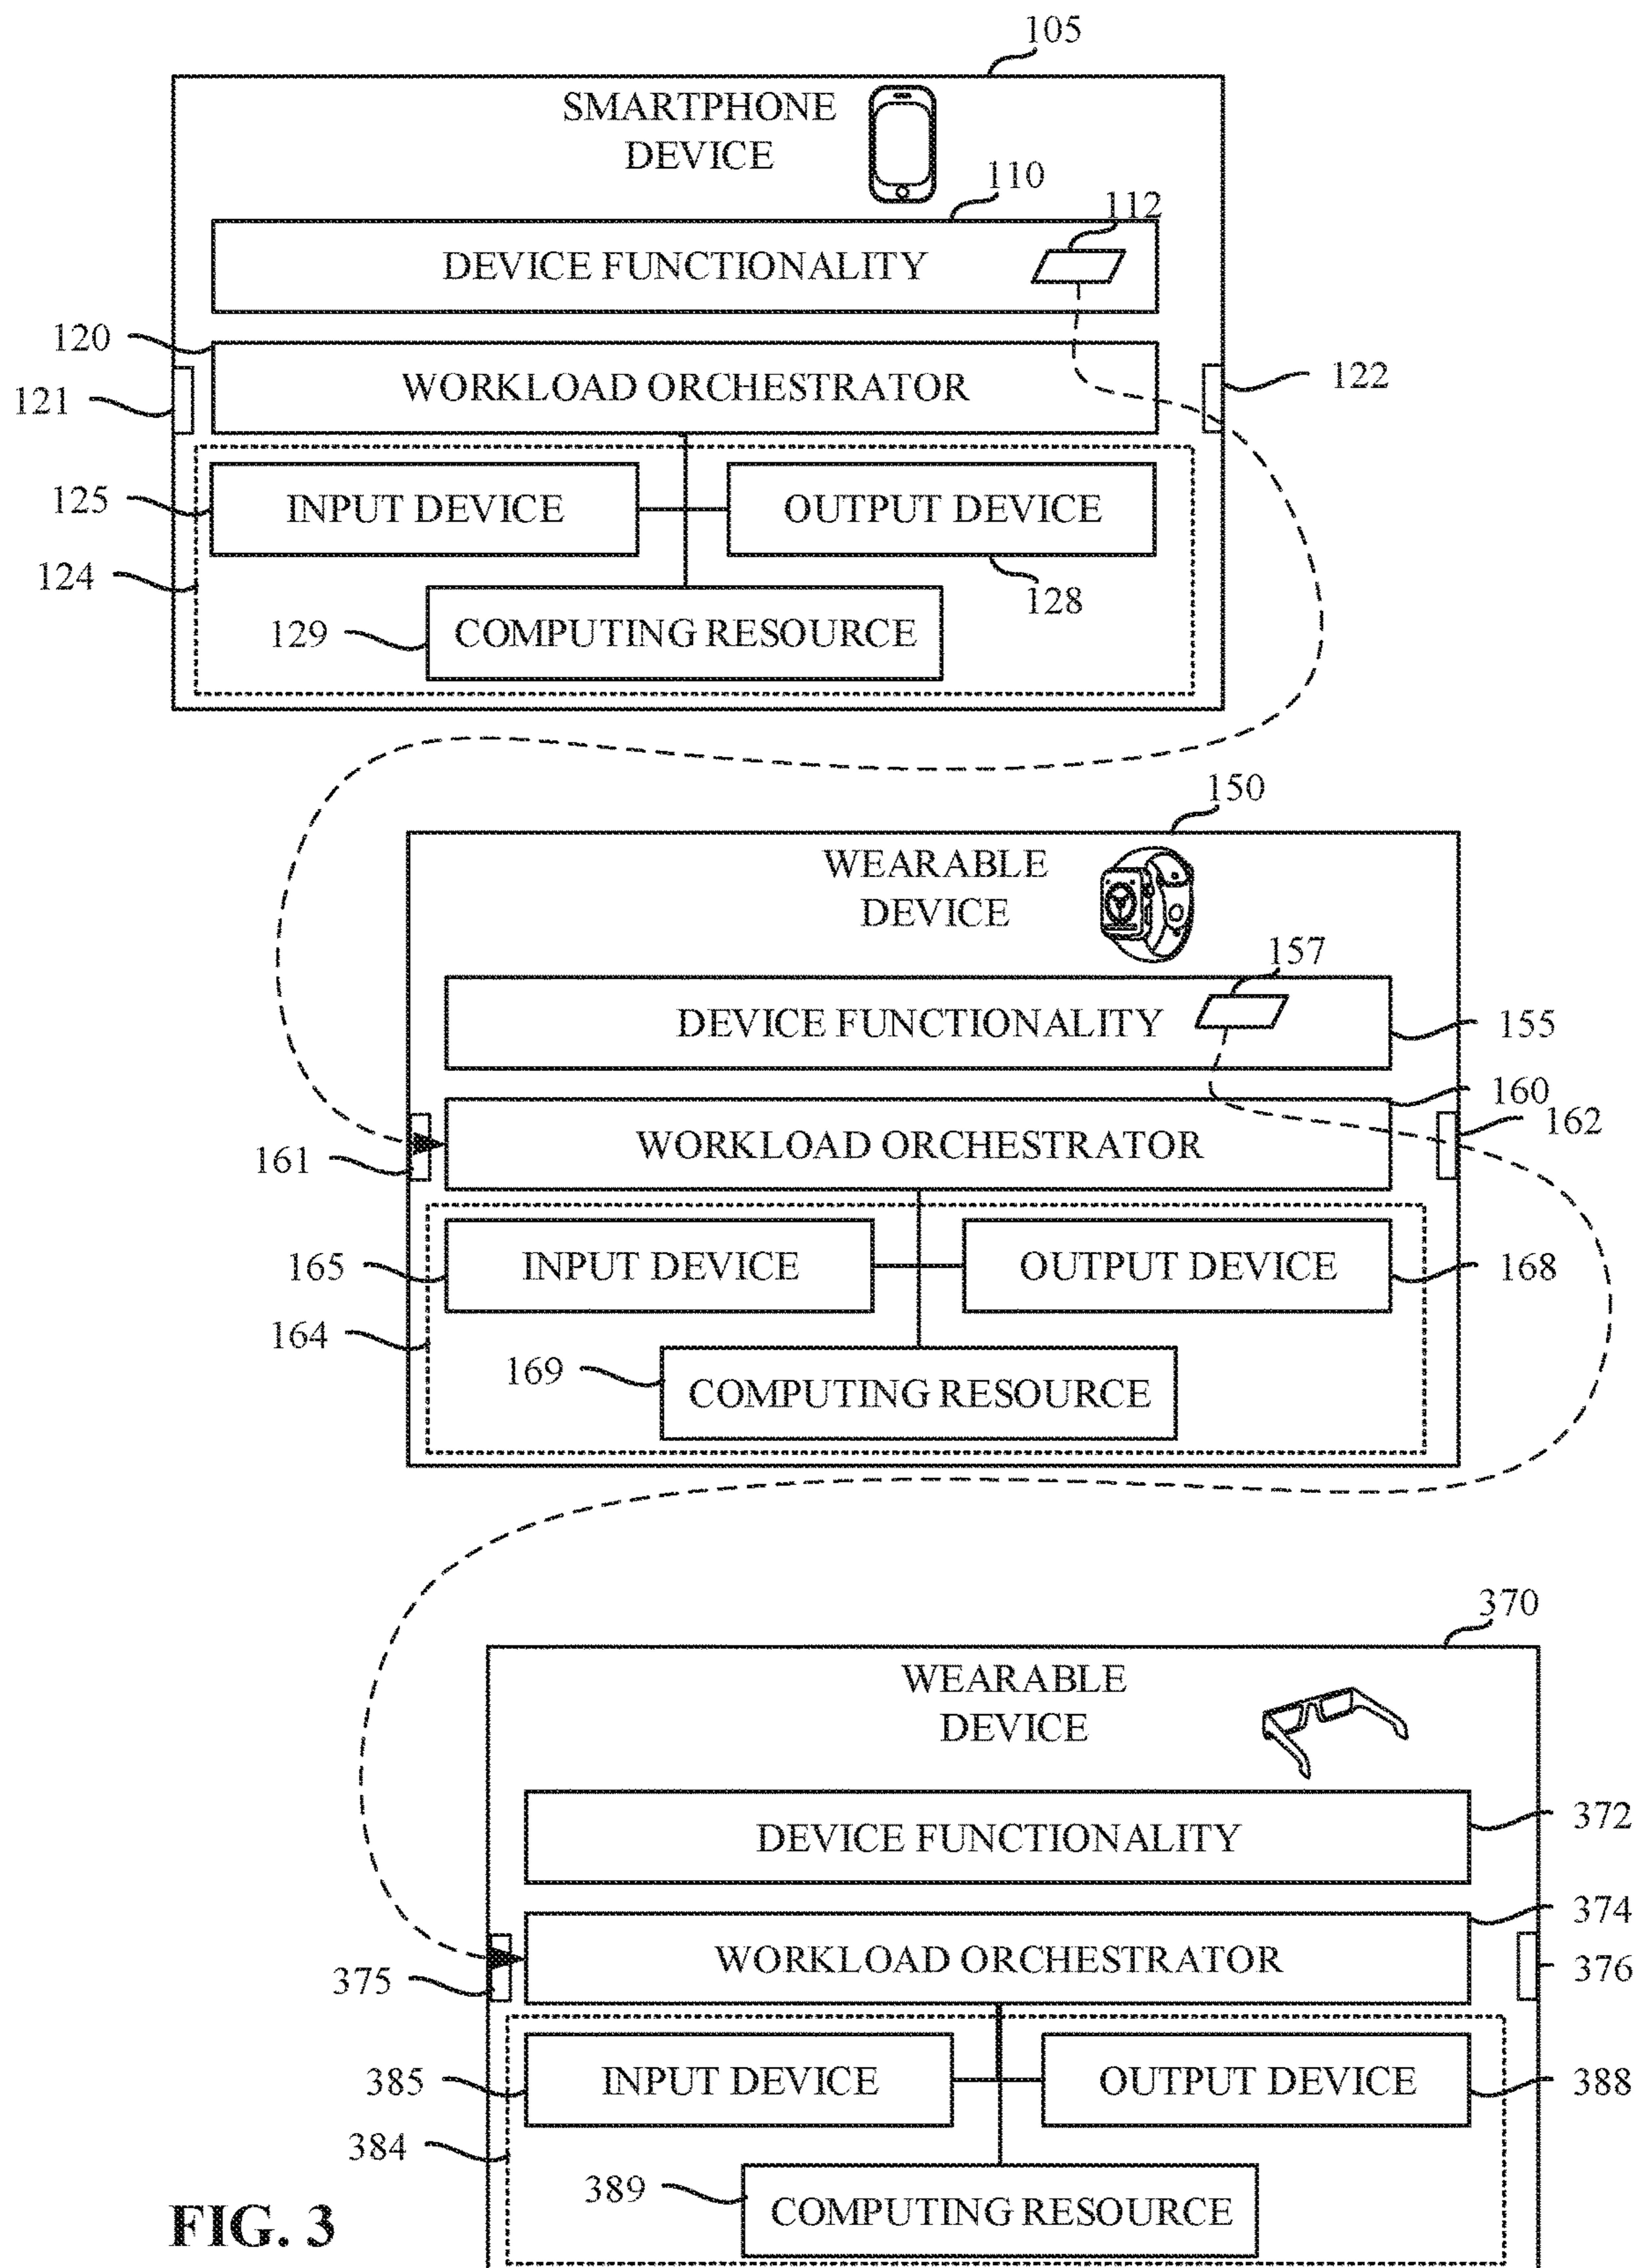 105
SMARTPHONE
DEVICE
110
112
DEVICE FUNCTIONALITY
120
WORKLOAD ORCHESTRATOR
121
122
125
INPUT DEVICE
OUTPUT DEVICE
124
128
129
COMPUTING RESOURCE
150
WEARABLE
DEVICE
157
DEVICE FUNCTIONALITY
155
160
WORKLOAD ORCHESTRATOR
161
162
165
INPUT DEVICE
OUTPUT DEVICE
168
164
169
COMPUTING RESOURCE
370
WEARABLE
DEVICE
372
DEVICE FUNCTIONALITY
374
WORKLOAD ORCHESTRATOR
375
376
385
INPUT DEVICE
OUTPUT DEVICE
388
384
389
COMPUTING RESOURCE
FIG. 3